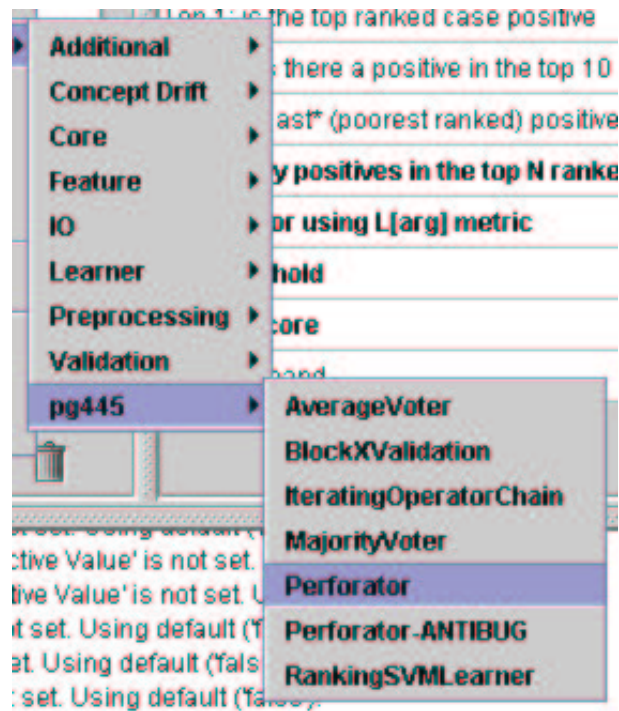 Top 1: is the top ranked case positive
Additional
there a positive in the top 10
Concept Drift
ast* (poorest ranked) positive
Core
y positives in the top N ranke
Feature
or using L[arg] metric
IO
Learner
hold
Preprocessing
core
Validation
pg445
AverageVoter
BlockXValidation
IteratingOperatorChain
MajorityVoter
Perforator
Perforator-ANTIBUG
RankingSVMLearner
t set. Using default (
ctive Value' is not set.
tive Value' is not set. U
t set. Using default ('f
et. Using default ('fals
set. Using default ('false').